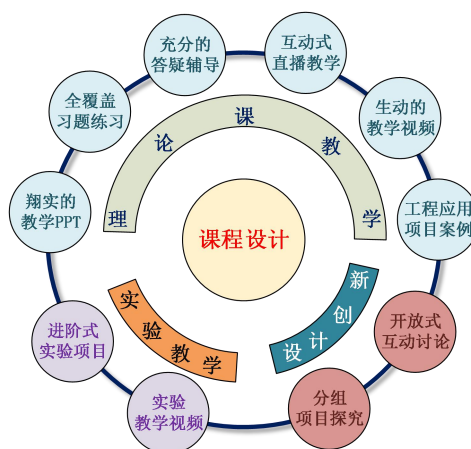 充分的
答疑辅导
互动式
直播教学
全覆盖
习题练习
生动的
教学视频
翔实的
教学PPT
工程应用
项目案例
理论课教学
课程设计
实验教学
创新设计
进阶式
实验项目
开放式
互动讨论
实验
教学视频
分组
项目探究